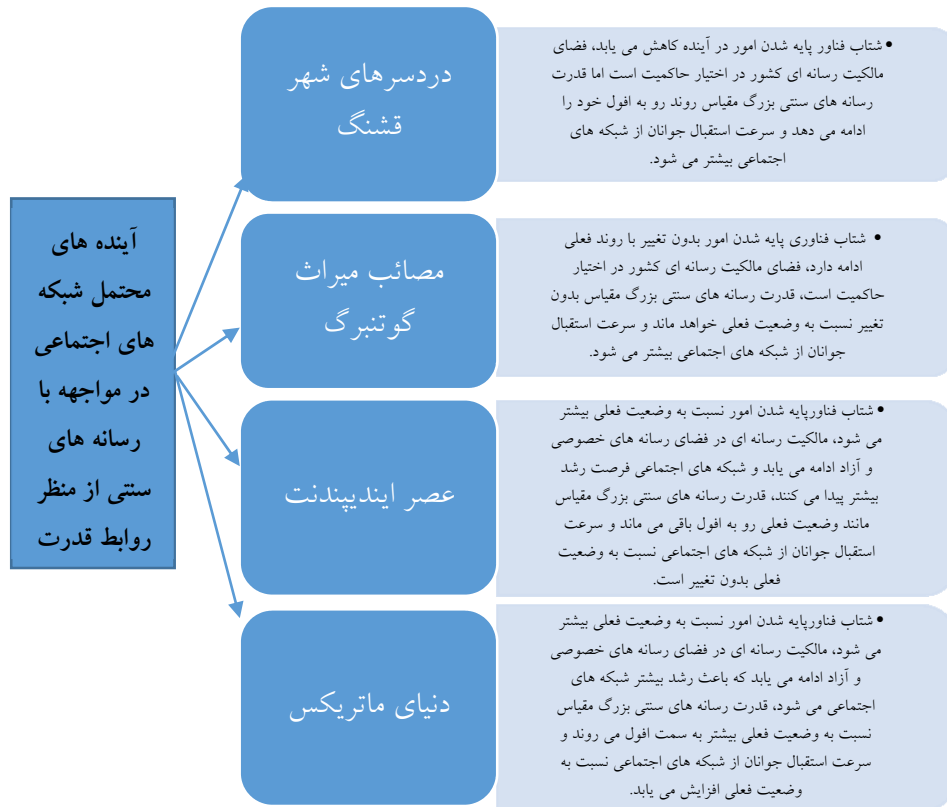 آینده های
محتمل شبکه
های اجتماعی
در مواجهه با
رسانه های
سنتی از منظر
روابط قدرت
دردسرهای شهر
قشنگ
•شتاب فناور پایه شدن امور در آینده کاهش می یابد، فضای
مالکیت رسانه ای کشور در اختیار حاکمیت است اما قدرت
رسانه های سنتی بزرگ مقیاس روند رو به افول خود را
ادامه می دهد و سرعت استقبال جوانان از شبکه های
اجتماعی بیشتر می شود.
مصائب میراث
گوتنبرگ
• شتاب فناوری پایه شدن امور بدون تغییر با روند فعلی
ادامه دارد، فضای مالکیت رسانه ای کشور در اختیار
حاکمیت است، قدرت رسانه های سنتی بزرگ مقیاس بدون
تغییر نسبت به وضعیت فعلی خواهد ماند و سرعت استقبال
جوانان از شبکه های اجتماعی بیشتر می شود.
عصر ایندیپندنت
•شتاب فناورپایه شدن امور نسبت به وضعیت فعلی بیشتر
می شود، مالکیت رسانه ای در فضای رسانه های خصوصی
و آزاد ادامه می یابد و شبکه های اجتماعی فرصت رشد
بیشتر پیدا می کنند، قدرت رسانه های سنتی بزرگ مقیاس
مانند وضعیت فعلی رو به افول باقی می ماند و سرعت
استقبال جوانان از شبکه های اجتماعی نسبت به وضعیت
فعلی بدون تغییر است.
دنیای ماتریکس
•شتاب فناورپایه شدن امور نسبت به وضعیت فعلی بیشتر
می شود، مالکیت رسانه ای در فضای رسانه های خصوصی
و آزاد ادامه می یابد که باعث رشد بیشتر شبکه های
اجتماعی می شود، قدرت رسانه های سنتی بزرگ مقیاس
نسبت به وضعیت فعلی بیشتر به سمت افول می روند و
سرعت استقبال جوانان از شبکه های اجتماعی نسبت به
وضعیت فعلی افزایش می یابد.